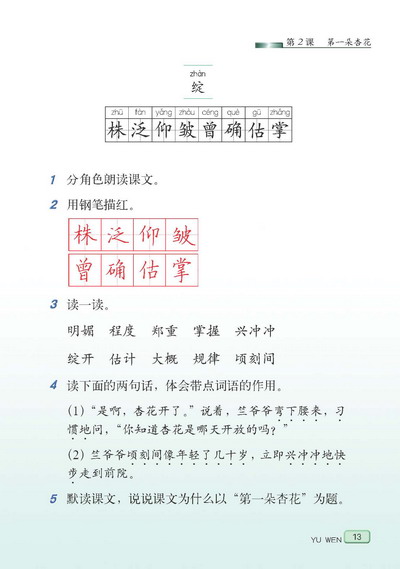 第2课 第一朵杏花
zhàn
绽
zhū fàn yǎng zhòu céng què gū zhǎng
株泛仰皱曾确估掌
1 分角色朗读课文。
2 用钢笔描红。
株泛仰皱
曾确估掌
3 读一读。
明媚 程度 郑重 掌握 兴冲冲
绽开 估计 大概 规律 顷刻间
4 读下面的两句话，体会带点词语的作用。
(1)“是啊，杏花开了。”说着，竺爷爷弯下腰来，习
惯地问，“你知道杏花是哪天开放的吗？”
(2) 竺爷爷顷刻间像年轻了几十岁，立即兴冲冲地快
步走到前院。
5 默读课文，说说课文为什么以“第一朵杏花”为题。
YU WEN 13